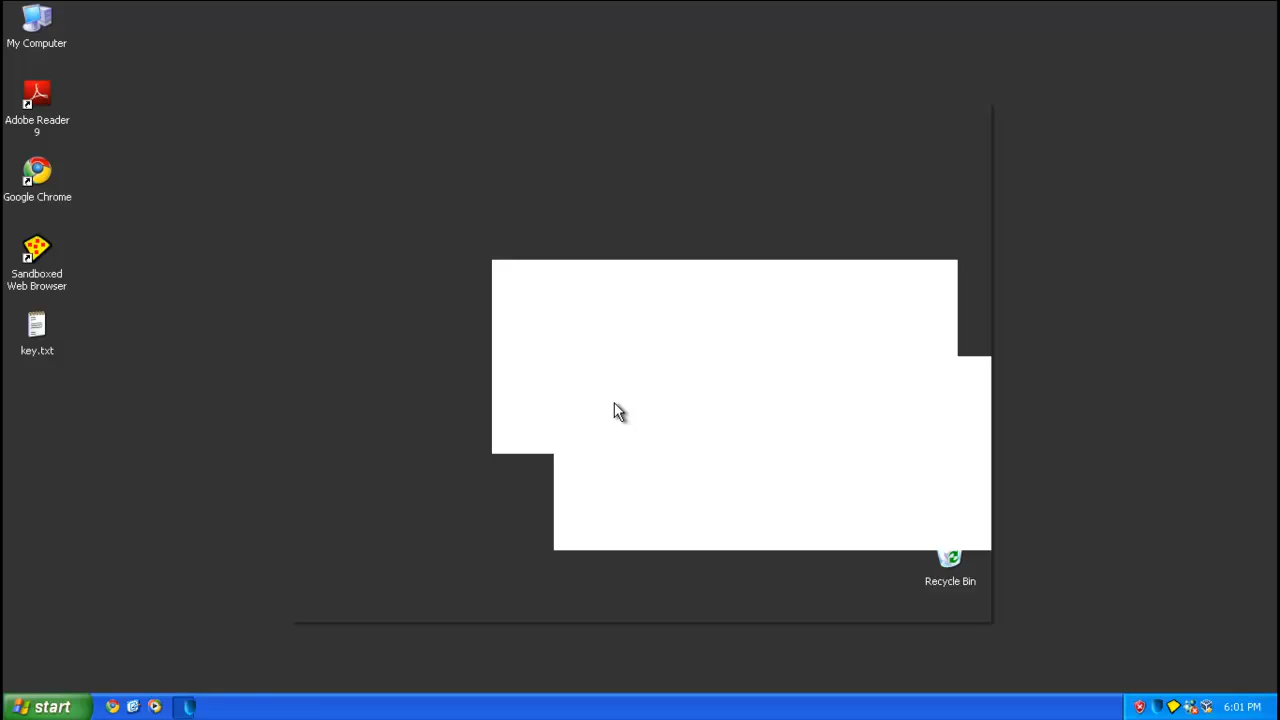 My Computer
Adobe Reader
9
Google Chrome
Sandboxed
Web Browser
key.txt
Recycle Bin
start
6:01 PM